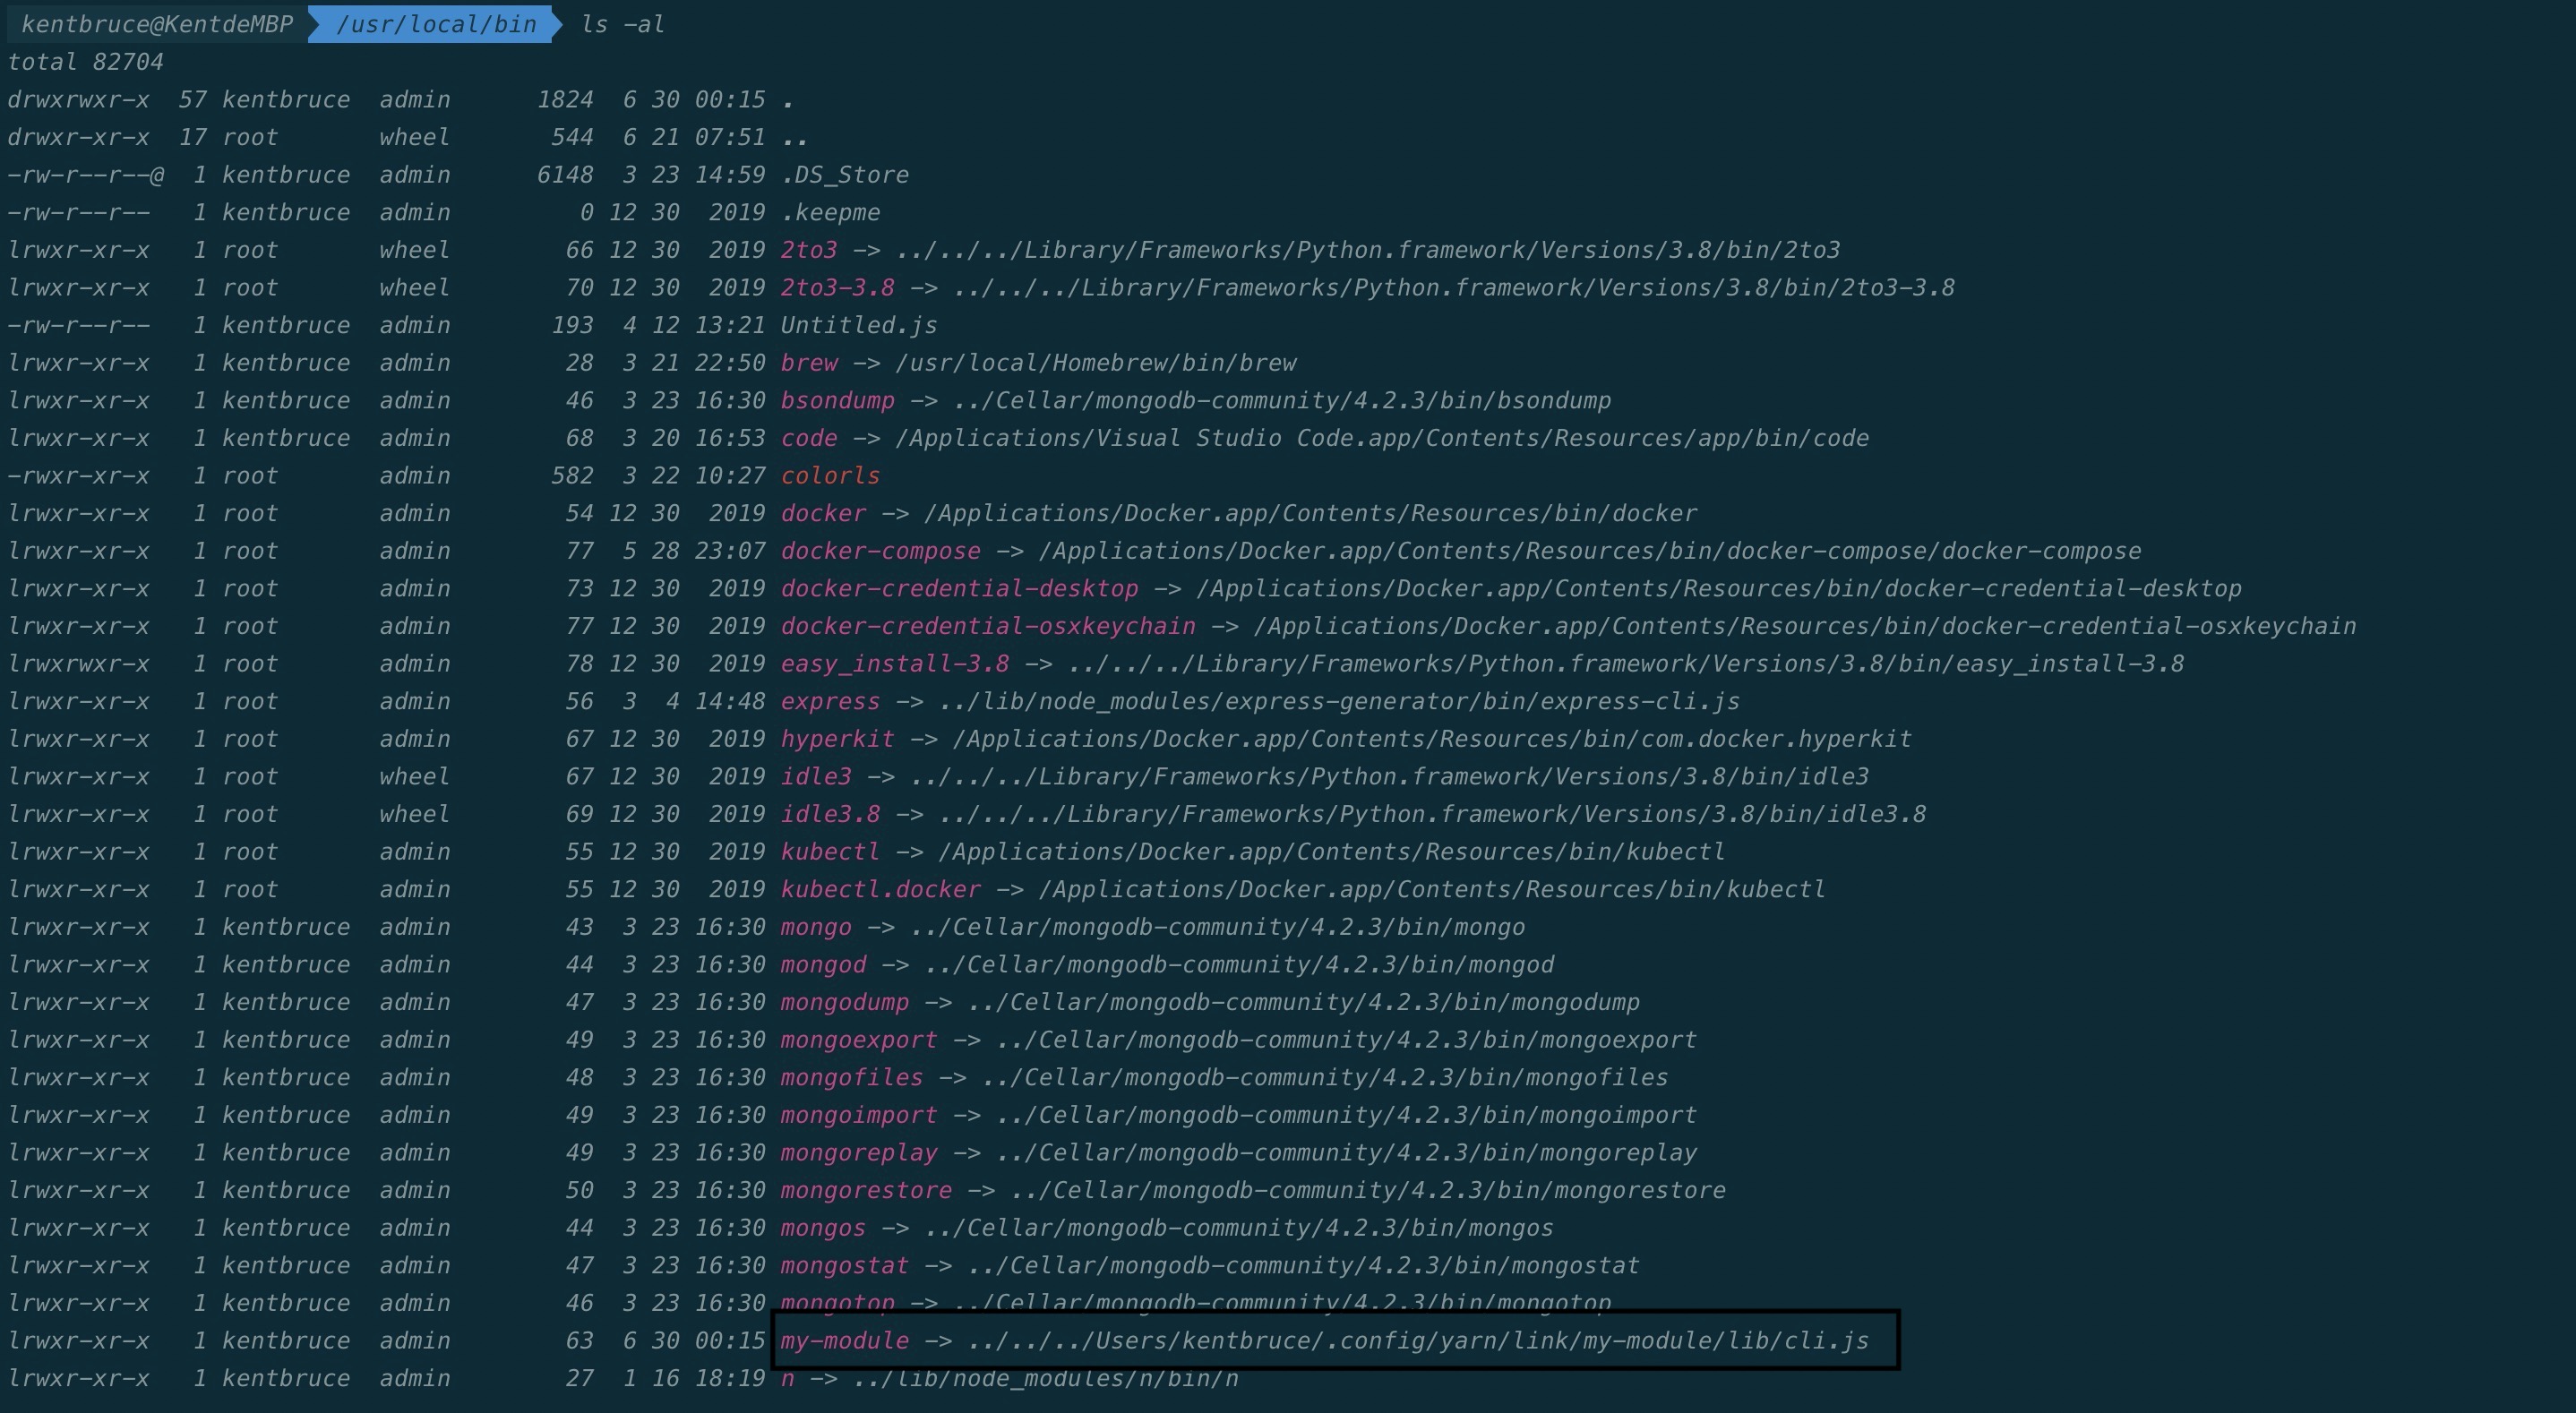 kentbruce@KentdeMBP /usr/local/bin ls -al
total 82704
drwxrwxr-x  57 kentbruce  admin      1824  6 30 00:15 .
drwxr-xr-x  17 root       wheel       544  6 21 07:51 ..
-rw-r--r--@  1 kentbruce  admin      6148  3 23 14:59 .DS_Store
-rw-r--r--   1 kentbruce  admin         0 12 30  2019 .keepme
lrwxr-xr-x   1 root       wheel        66 12 30  2019 2to3 -> ../../../Library/Frameworks/Python.framework/Versions/3.8/bin/2to3
lrwxr-xr-x   1 root       wheel        70 12 30  2019 2to3-3.8 -> ../../../Library/Frameworks/Python.framework/Versions/3.8/bin/2to3-3.8
-rw-r--r--   1 kentbruce  admin       193  4 12 13:21 Untitled.js
lrwxr-xr-x   1 kentbruce  admin        28  3 21 22:50 brew -> /usr/local/Homebrew/bin/brew
lrwxr-xr-x   1 kentbruce  admin        46  3 23 16:30 bsondump -> ../Cellar/mongodb-community/4.2.3/bin/bsondump
lrwxr-xr-x   1 kentbruce  admin        68  3 20 16:53 code -> /Applications/Visual Studio Code.app/Contents/Resources/app/bin/code
-rwxr-xr-x   1 root       admin       582  3 22 10:27 colorls
lrwxr-xr-x   1 root       admin        54 12 30  2019 docker -> /Applications/Docker.app/Contents/Resources/bin/docker
lrwxr-xr-x   1 root       admin        77  5 28 23:07 docker-compose -> /Applications/Docker.app/Contents/Resources/bin/docker-compose/docker-compose
lrwxr-xr-x   1 root       admin        73 12 30  2019 docker-credential-desktop -> /Applications/Docker.app/Contents/Resources/bin/docker-credential-desktop
lrwxr-xr-x   1 root       admin        77 12 30  2019 docker-credential-osxkeychain -> /Applications/Docker.app/Contents/Resources/bin/docker-credential-osxkeychain
lrwxrwxr-x   1 root       admin        78 12 30  2019 easy_install-3.8 -> ../../../Library/Frameworks/Python.framework/Versions/3.8/bin/easy_install-3.8
lrwxr-xr-x   1 root       admin        56  3  4 14:48 express -> ../lib/node_modules/express-generator/bin/express-cli.js
lrwxr-xr-x   1 root       admin        67 12 30  2019 hyperkit -> /Applications/Docker.app/Contents/Resources/bin/com.docker.hyperkit
lrwxr-xr-x   1 root       wheel        67 12 30  2019 idle3 -> ../../../Library/Frameworks/Python.framework/Versions/3.8/bin/idle3
lrwxr-xr-x   1 root       wheel        69 12 30  2019 idle3.8 -> ../../../Library/Frameworks/Python.framework/Versions/3.8/bin/idle3.8
lrwxr-xr-x   1 root       admin        55 12 30  2019 kubectl -> /Applications/Docker.app/Contents/Resources/bin/kubectl
lrwxr-xr-x   1 root       admin        55 12 30  2019 kubectl.docker -> /Applications/Docker.app/Contents/Resources/bin/kubectl
lrwxr-xr-x   1 kentbruce  admin        43  3 23 16:30 mongo -> ../Cellar/mongodb-community/4.2.3/bin/mongo
lrwxr-xr-x   1 kentbruce  admin        44  3 23 16:30 mongod -> ../Cellar/mongodb-community/4.2.3/bin/mongod
lrwxr-xr-x   1 kentbruce  admin        47  3 23 16:30 mongodump -> ../Cellar/mongodb-community/4.2.3/bin/mongodump
lrwxr-xr-x   1 kentbruce  admin        49  3 23 16:30 mongoexport -> ../Cellar/mongodb-community/4.2.3/bin/mongoexport
lrwxr-xr-x   1 kentbruce  admin        48  3 23 16:30 mongofiles -> ../Cellar/mongodb-community/4.2.3/bin/mongofiles
lrwxr-xr-x   1 kentbruce  admin        49  3 23 16:30 mongoimport -> ../Cellar/mongodb-community/4.2.3/bin/mongoimport
lrwxr-xr-x   1 kentbruce  admin        49  3 23 16:30 mongoreplay -> ../Cellar/mongodb-community/4.2.3/bin/mongoreplay
lrwxr-xr-x   1 kentbruce  admin        50  3 23 16:30 mongorestore -> ../Cellar/mongodb-community/4.2.3/bin/mongorestore
lrwxr-xr-x   1 kentbruce  admin        44  3 23 16:30 mongos -> ../Cellar/mongodb-community/4.2.3/bin/mongos
lrwxr-xr-x   1 kentbruce  admin        47  3 23 16:30 mongostat -> ../Cellar/mongodb-community/4.2.3/bin/mongostat
lrwxr-xr-x   1 kentbruce  admin        46  3 23 16:30 mongotop -> ../Cellar/mongodb-community/4.2.3/bin/mongotop
lrwxr-xr-x   1 kentbruce  admin        63  6 30 00:15 my-module -> ../../../Users/kentbruce/.config/yarn/link/my-module/lib/cli.js
lrwxr-xr-x   1 kentbruce  admin        27  1 16 18:19 n -> ../lib/node_modules/n/bin/n